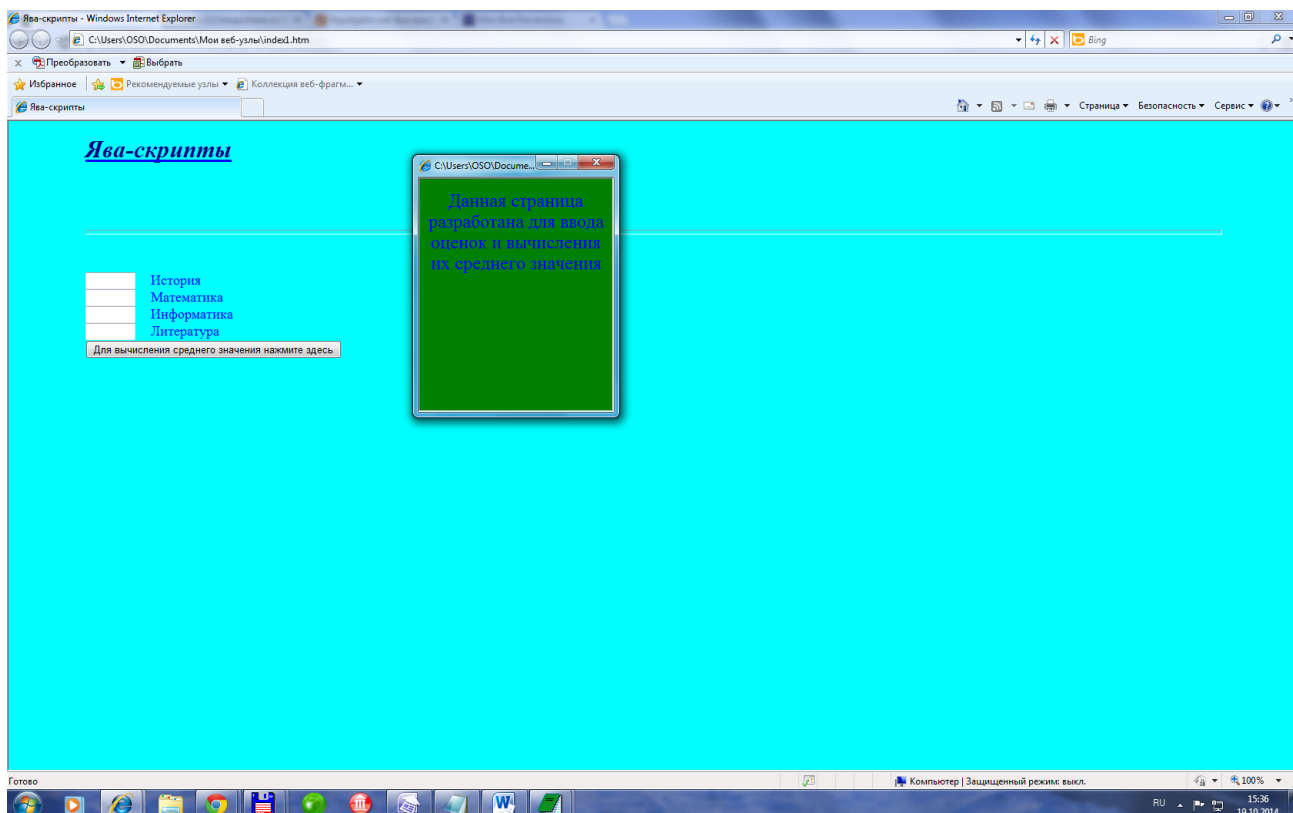 Ява-скрипты - Windows Internet Explorer
C:\Users\OSO\Documents\Мои веб-узлы\index1.htm
Bing
x Преобразовать Выбрать
Избранное Рекомендуемые узлы Коллекция веб-фрагм...
Ява-скрипты
Страница Безопасность Сервис
Ява-скрипты
C:\Users\OSO\Docume...
Данная страница
разработана для ввода
оценок и вычисления
их среднего значения
История
Математика
Информатика
Литература
Для вычисления среднего значения нажмите здесь
Готово
Компьютер | Защищенный режим: выкл.
100%
RU
15:36
19.10.2014